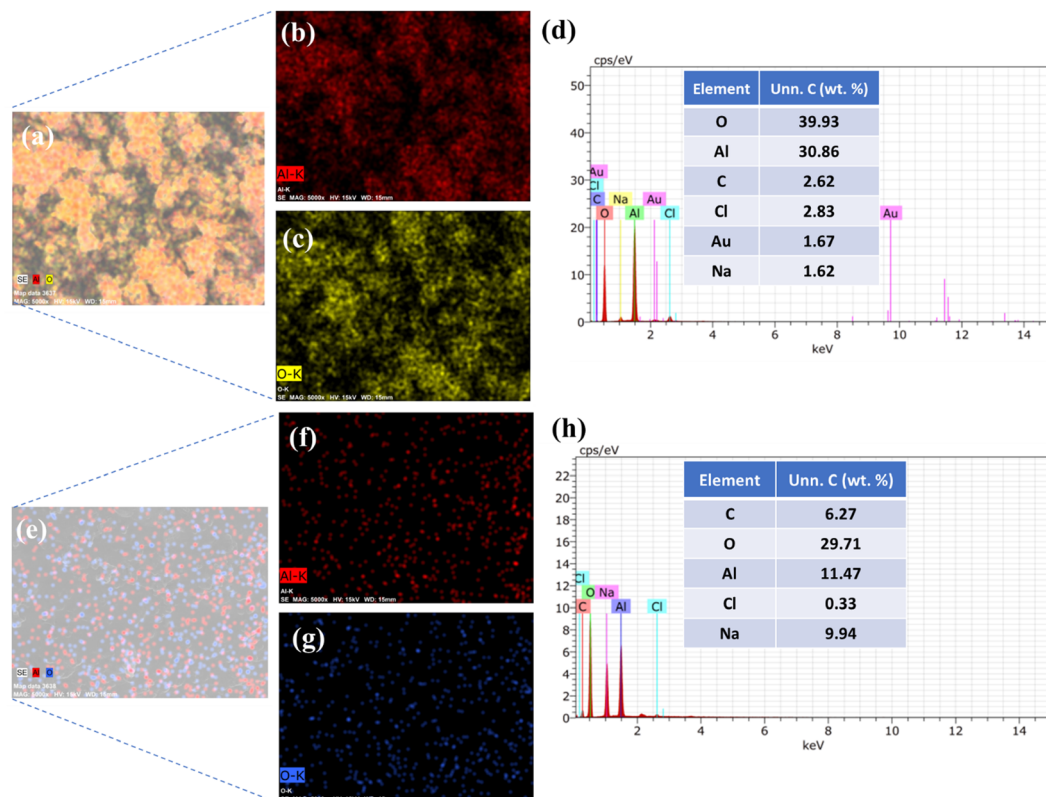 (a)
SE Al O
MAG: 5000x HV: 15kV WD: 15mm
(b)
Al-K
Al-K
SE MAG: 5000x HV: 15kV WD: 15mm
(c)
O-K
O-K
SE MAG: 5000x HV: 15kV WD: 15mm
(d)
cps/eV
50
40
30
20
10
0
Au
Cl
C
O
Na
Al
Au
Cl
Au
2
4
6
8
10
12
14
keV
Element Unn. C (wt. %)
O 39.93
Al 30.86
C 2.62
Cl 2.83
Au 1.67
Na 1.62
(e)
SE Al O
(f)
Al-K
Al-K
SE MAG: 5000x HV: 15kV WD: 15mm
(g)
O-K
O-K
(h)
cps/eV
22
20
18
16
14
12
10
8
6
4
2
0
Cl
C
O
Na
Al
Cl
2
4
6
8
10
12
14
keV
Element Unn. C (wt. %)
C 6.27
O 29.71
Al 11.47
Cl 0.33
Na 9.94